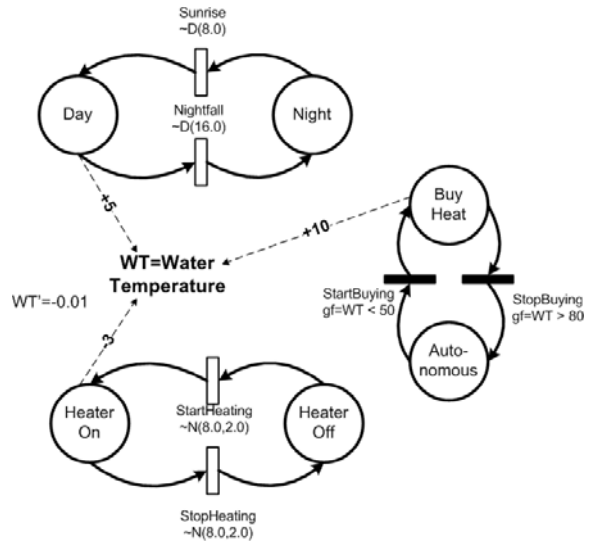 Sunrise
~D(8.0)
Day
Nightfall
~D(16.0)
Night
+5
+10
Buy
Heat
WT=Water
Temperature
WT'=-0.01
StartBuying
gf=WT < 50
StopBuying
gf=WT > 80
-3
Auto-
nomous
Heater
On
StartHeating
~N(8.0,2.0)
Heater
Off
StopHeating
~N(8.0,2.0)